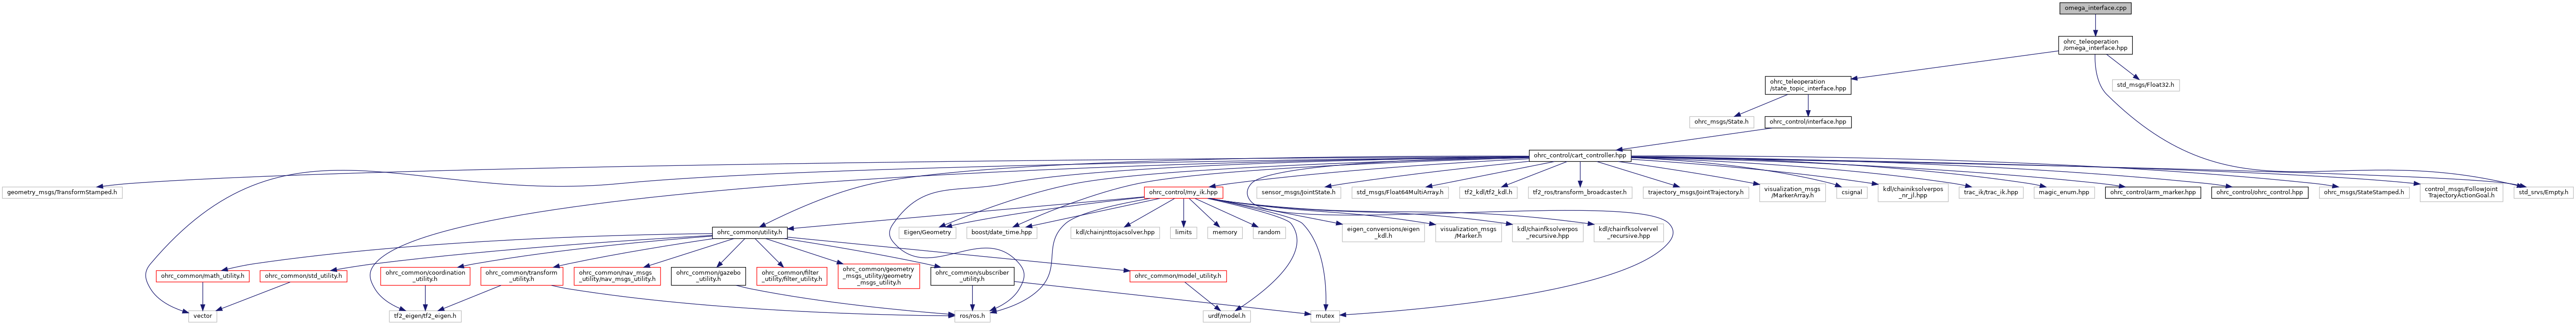 omega_interface.cpp
ohrc_teleoperation
/omega_interface.hpp
ohrc_teleoperation
/state_topic_interface.hpp
std_msgs/Float32.h
ohrc_msgs/State.h
ohrc_control/interface.hpp
ohrc_control/cart_controller.hpp
geometry_msgs/TransformStamped.h
ohrc_control/my_ik.hpp
sensor_msgs/JointState.h
std_msgs/Float64MultiArray.h
tf2_kdl/tf2_kdl.h
tf2_ros/transform_broadcaster.h
trajectory_msgs/JointTrajectory.h
visualization_msgs
/MarkerArray.h
csignal
kdl/chainiksolverpos
_nr_jl.hpp
trac_ik/trac_ik.hpp
magic_enum.hpp
ohrc_control/arm_marker.hpp
ohrc_control/ohrc_control.hpp
ohrc_msgs/StateStamped.h
control_msgs/FollowJoint
TrajectoryActionGoal.h
std_srvs/Empty.h
ohrc_common/utility.h
Eigen/Geometry
boost/date_time.hpp
kdl/chainjnttojacsolver.hpp
limits
memory
random
eigen_conversions/eigen
_kdl.h
visualization_msgs
/Marker.h
kdl/chainfksolverpos
_recursive.hpp
kdl/chainfksolvervel
_recursive.hpp
ohrc_common/math_utility.h
ohrc_common/std_utility.h
ohrc_common/coordination
_utility.h
ohrc_common/transform
_utility.h
ohrc_common/nav_msgs
_utility/nav_msgs_utility.h
ohrc_common/gazebo
_utility.h
ohrc_common/filter
_utility/filter_utility.h
ohrc_common/geometry
_msgs_utility/geometry
_msgs_utility.h
ohrc_common/subscriber
_utility.h
ohrc_common/model_utility.h
vector
tf2_eigen/tf2_eigen.h
ros/ros.h
urdf/model.h
mutex